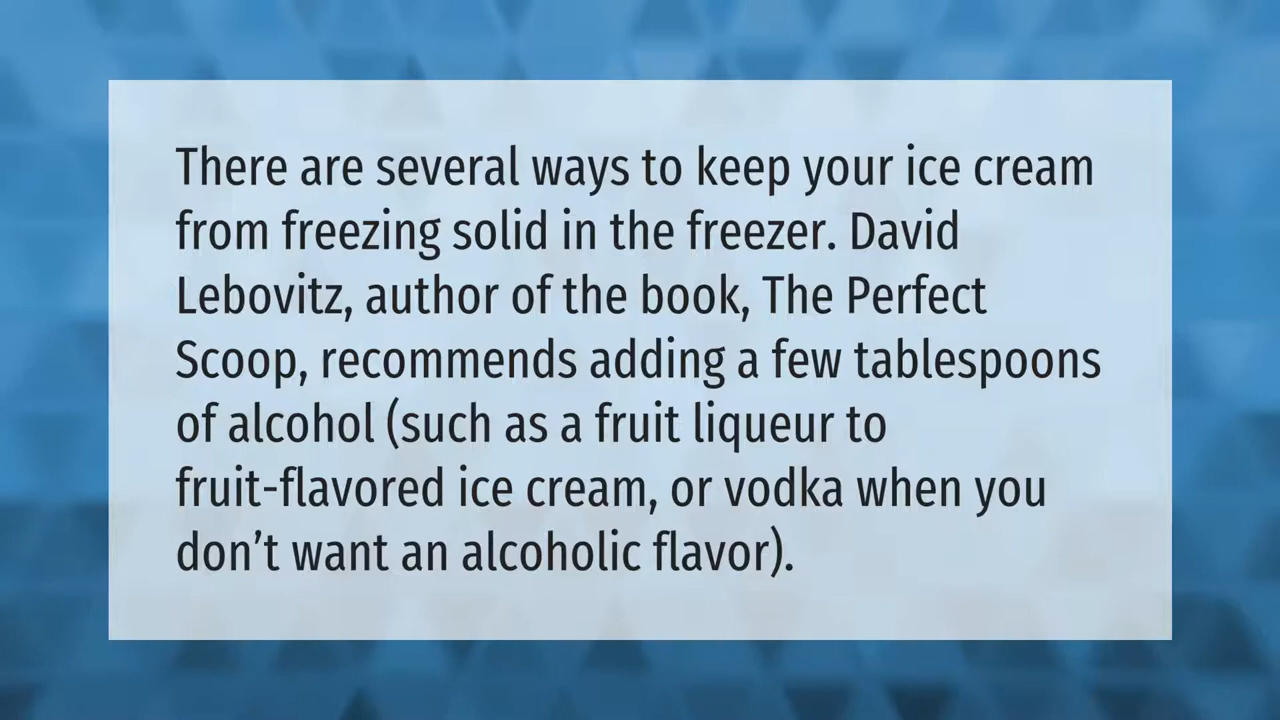 There are several ways to keep your ice cream
from freezing solid in the freezer. David
Lebovitz, author of the book, The Perfect
Scoop, recommends adding a few tablespoons
of alcohol (such as a fruit liqueur to
fruit-flavored ice cream, or vodka when you
don’t want an alcoholic flavor).